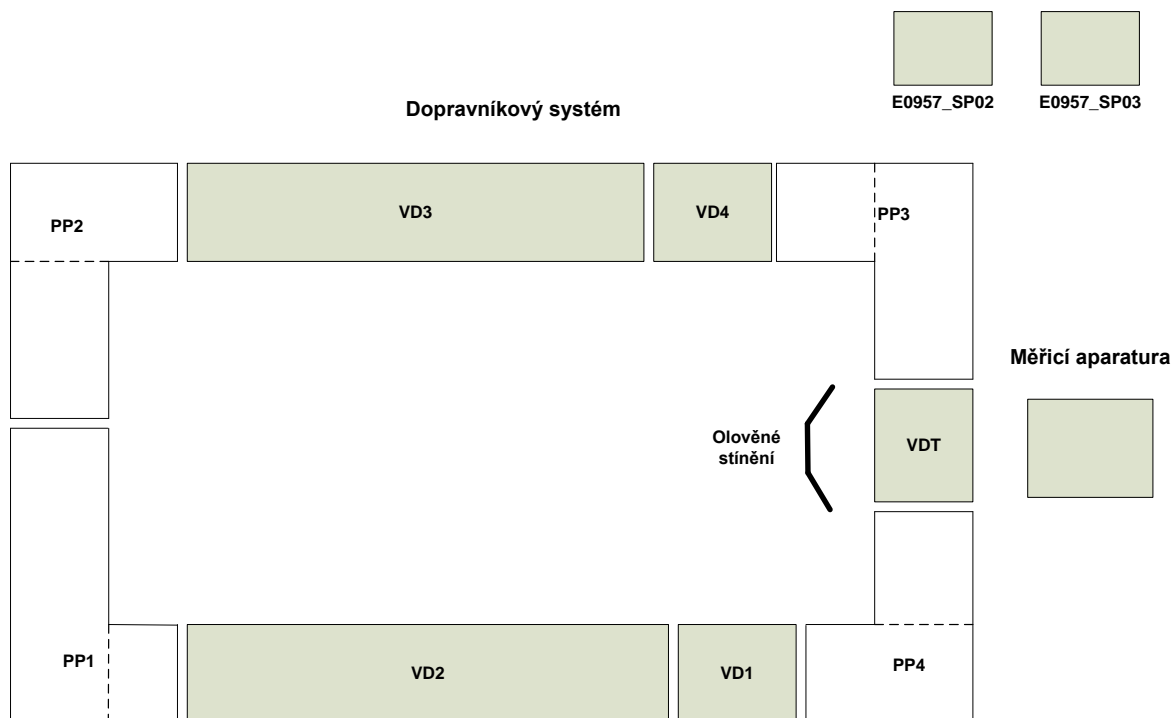 E0957_SP02
E0957_SP03
Dopravníkový systém
PP2
VD3
VD4
PP3
Měřicí aparatura
Olověné
stínění
VDT
PP1
VD2
VD1
PP4